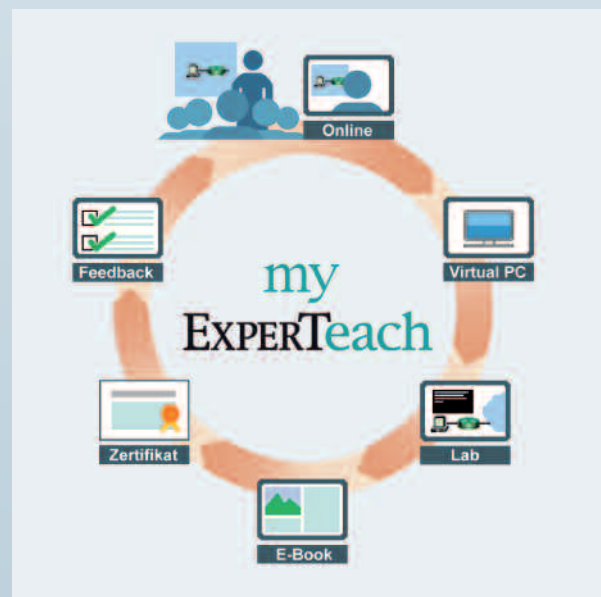 Online
Feedback
Virtual PC
my
EXPERTeach
Zertifikat
Lab
E-Book